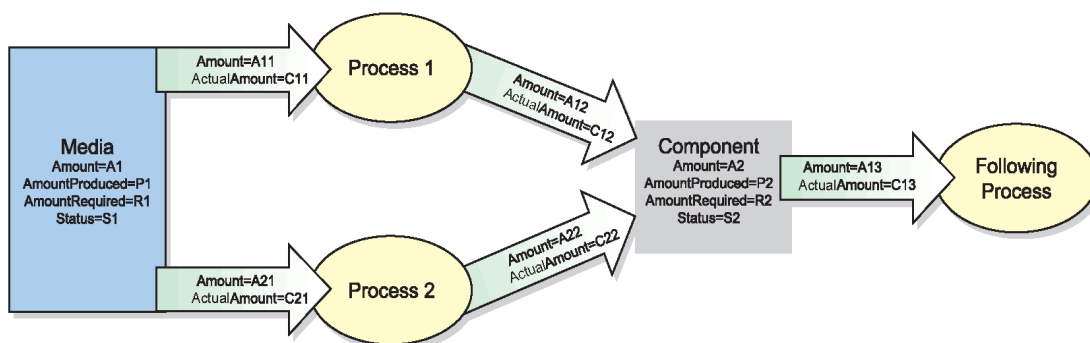 Media
Amount=A1
AmountProduced=P1
AmountRequired=R1
Status=S1
Amount=A11
ActualAmount=C11
Process 1
Amount=A12
ActualAmount=C12
Amount=A21
ActualAmount=C21
Process 2
Amount=A22
ActualAmount=C22
Component
Amount=A2
AmountProduced=P2
AmountRequired=R2
Status=S2
Amount=A13
ActualAmount=C13
Following
Process